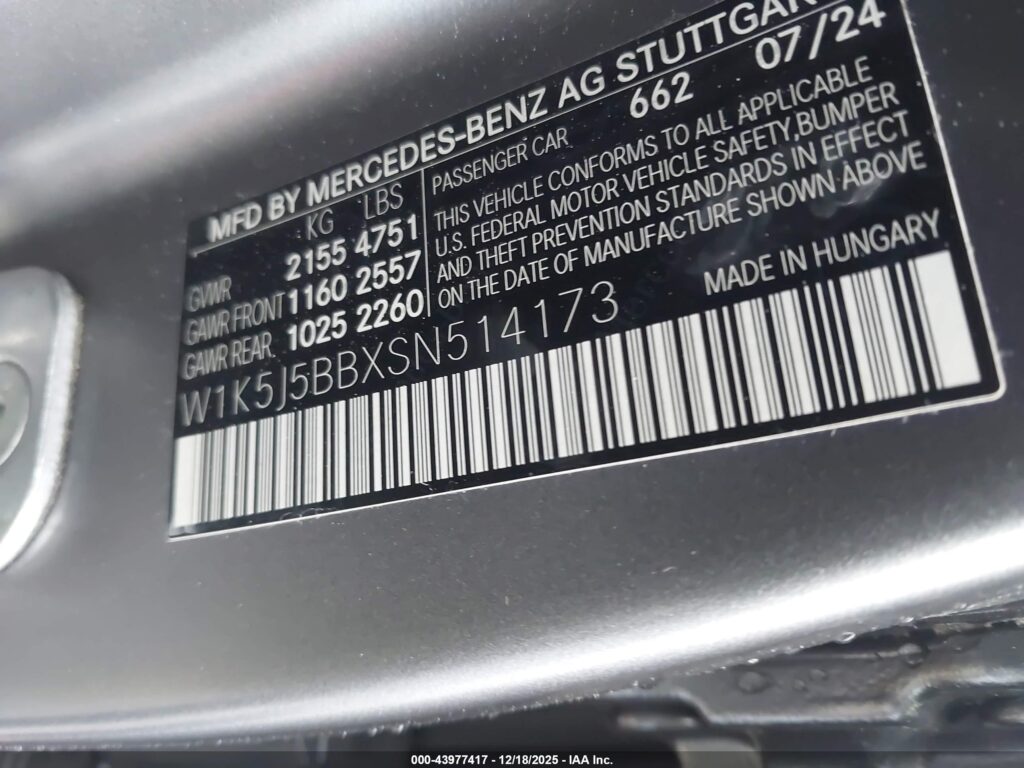 MFD BY MERCEDES-BENZ AG STUTTGAR
KG LBS
GVWR 2155 4751
GAWR FRONT 1160 2557
GAWR REAR 1025 2260
662 07/24
PASSENGER CAR
THIS VEHICLE CONFORMS TO ALL APPLICABLE
U.S. FEDERAL MOTOR VEHICLE SAFETY, BUMPER
AND THEFT PREVENTION STANDARDS IN EFFECT
ON THE DATE OF MANUFACTURE SHOWN ABOVE
MADE IN HUNGARY
W1K5J5BBXSN514173
000-43977417 - 12/18/2025 - IAA Inc.